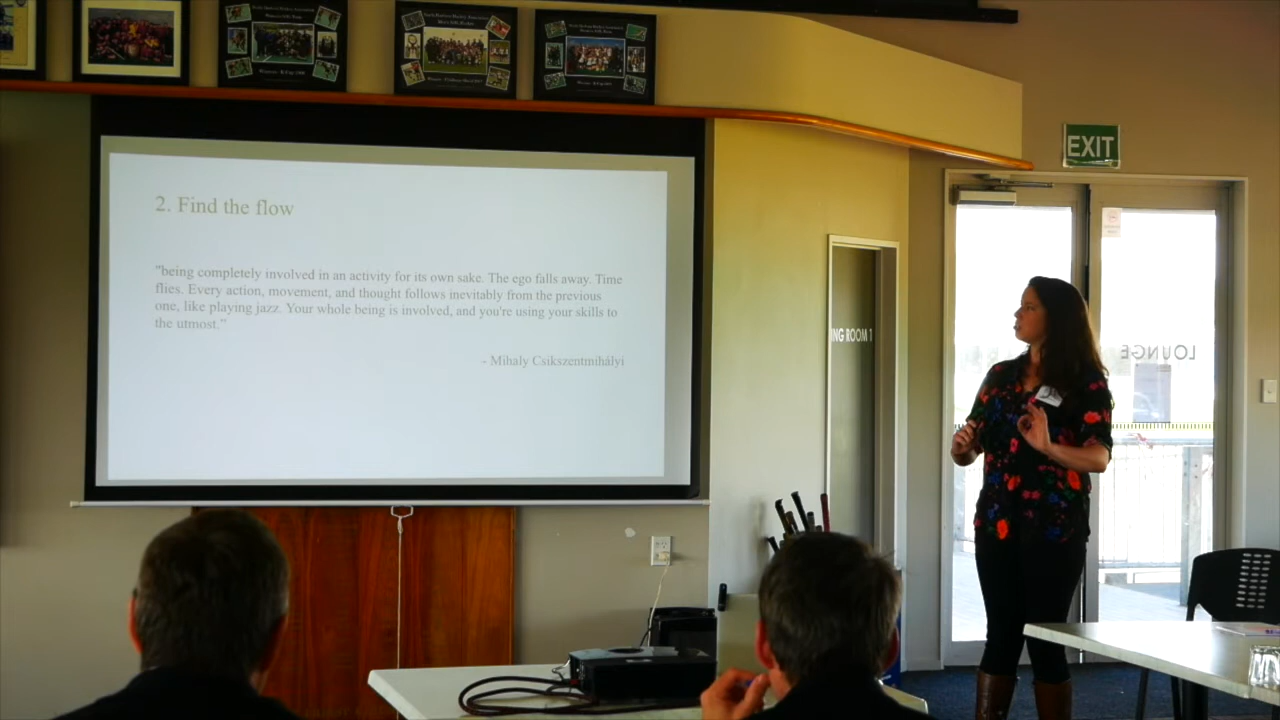 EXIT
2. Find the flow
"being completely involved in an activity for its own sake. The ego falls away. Time
flies. Every action, movement, and thought follows inevitably from the previous
one, like playing jazz. Your whole being is involved, and you're using your skills to
the utmost."
– Mihaly Csikszentmihályi
ING ROOM 1
LOUNGE